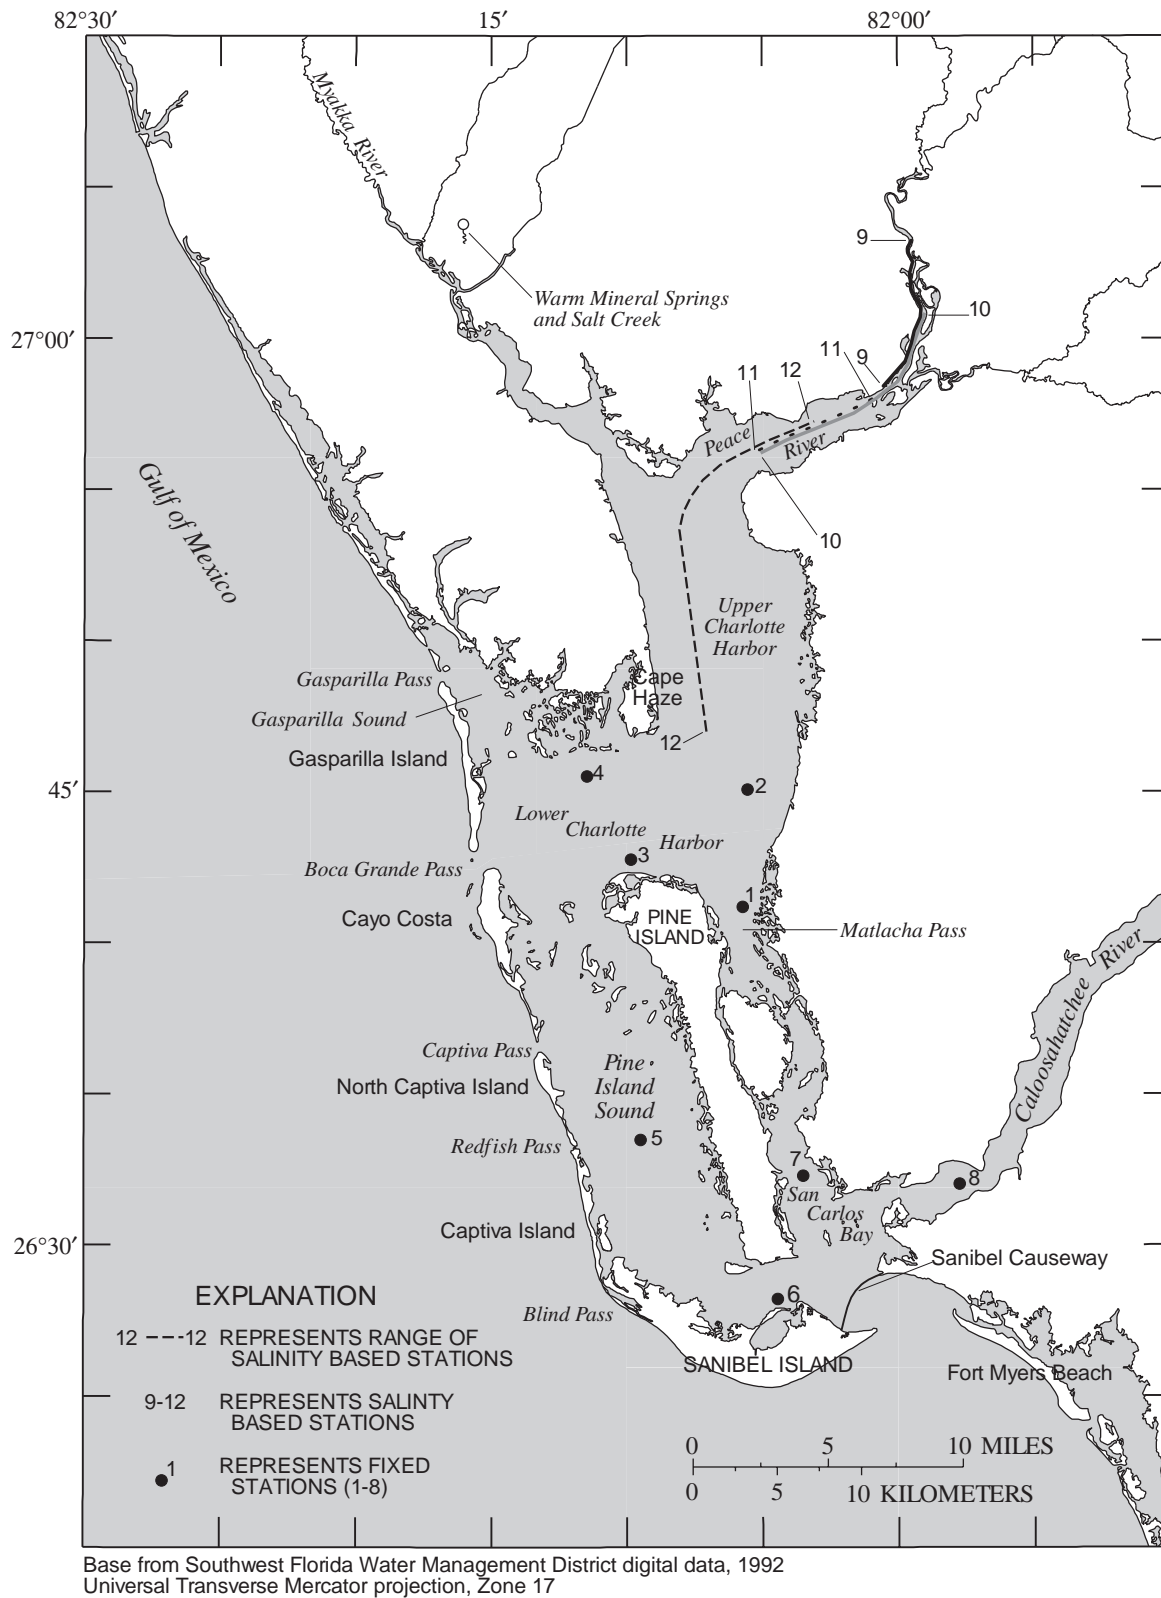 82°30′
15′
82°00′
Myakka River
9
Warm Mineral Springs
and Salt Creek
10
27°00′
11
9
11
12
Peace
River
Gulf of Mexico
10
Upper
Charlotte
Harbor
Gasparilla Pass
Cape
Haze
Gasparilla Sound
12
Gasparilla Island
4
2
45′
Lower
Charlotte
Harbor
3
Boca Grande Pass
1
Cayo Costa
PINE
ISLAND
Matlacha Pass
Caloosahatchee River
Captiva Pass
Pine
Island
Sound
North Captiva Island
5
Redfish Pass
7
8
San
Carlos
Bay
Captiva Island
26°30′
Sanibel Causeway
6
Blind Pass
SANIBEL ISLAND
Fort Myers Beach
EXPLANATION
12 12 REPRESENTS RANGE OF
SALINITY BASED STATIONS
9-12 REPRESENTS SALINTY
BASED STATIONS
1 REPRESENTS FIXED
STATIONS (1-8)
0 5 10 MILES
0 5 10 KILOMETERS
Base from Southwest Florida Water Management District digital data, 1992
Universal Transverse Mercator projection, Zone 17